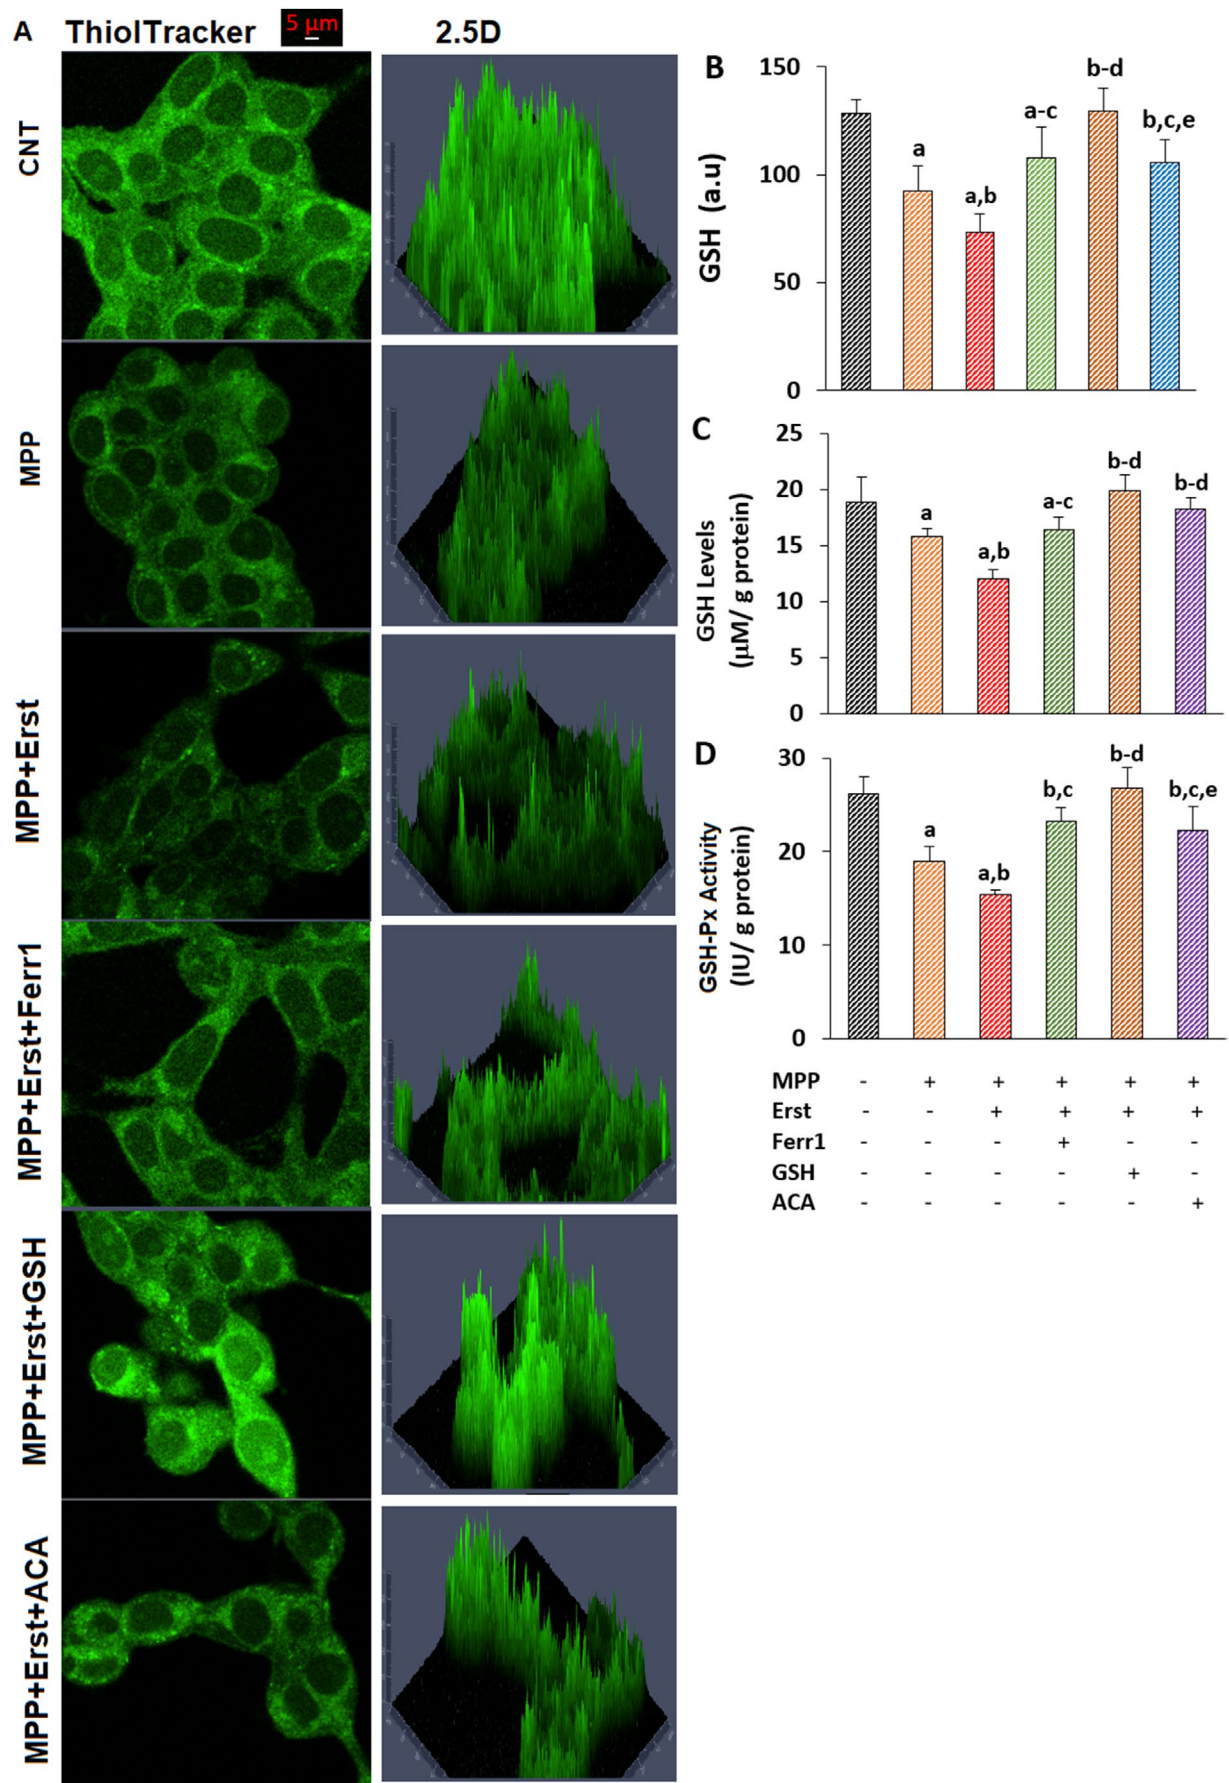 A ThiolTracker 5 µm 2.5D
CNT
MPP
MPP+Erst
MPP+Erst+Ferr1
MPP+Erst+GSH
MPP+Erst+ACA
B
GSH (a.u)
150
100
50
0
a
a,b
a-c
b-d
b,c,e
C
GSH Levels
(µM/ g protein)
25
20
15
10
5
0
a
a,b
a-c
b-d
b-d
D
GSH-Px Activity
(IU/ g protein)
30
20
10
0
a
a,b
b,c
b-d
b,c,e
MPP - + + + + +
Erst - - + + + +
Ferr1 - - - + - -
GSH - - - - + -
ACA - - - - - +